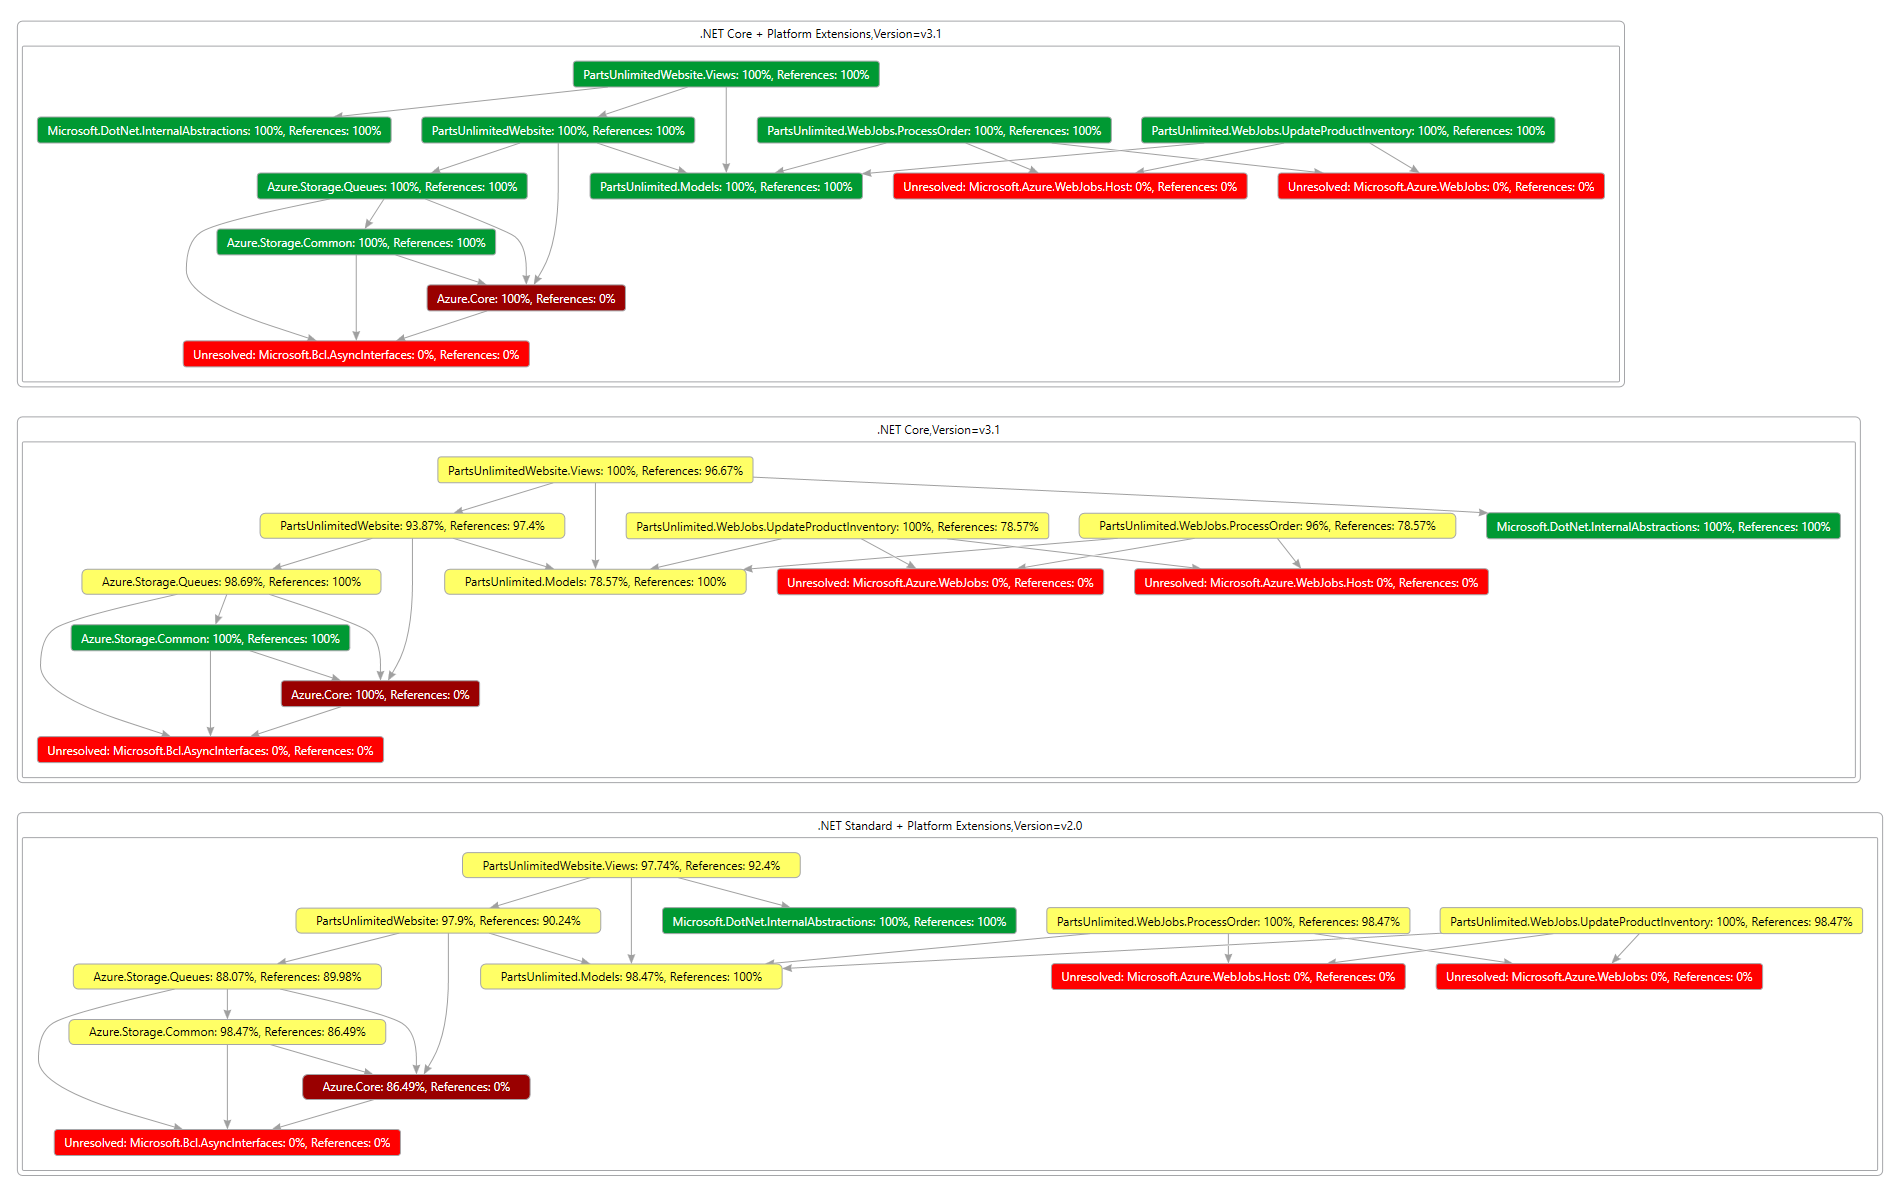 .NET Core + Platform Extensions,Version=v3.1
PartsUnlimitedWebsite.Views: 100%, References: 100%
Microsoft.DotNet.InternalAbstractions: 100%, References: 100%
PartsUnlimitedWebsite: 100%, References: 100%
PartsUnlimited.WebJobs.ProcessOrder: 100%, References: 100%
PartsUnlimited.WebJobs.UpdateProductInventory: 100%, References: 100%
Azure.Storage.Queues: 100%, References: 100%
PartsUnlimited.Models: 100%, References: 100%
Unresolved: Microsoft.Azure.WebJobs.Host: 0%, References: 0%
Unresolved: Microsoft.Azure.WebJobs: 0%, References: 0%
Azure.Storage.Common: 100%, References: 100%
Azure.Core: 100%, References: 0%
Unresolved: Microsoft.Bcl.AsyncInterfaces: 0%, References: 0%
.NET Core,Version=v3.1
PartsUnlimitedWebsite.Views: 100%, References: 96.67%
PartsUnlimitedWebsite: 93.87%, References: 97.4%
PartsUnlimited.WebJobs.UpdateProductInventory: 100%, References: 78.57%
PartsUnlimited.WebJobs.ProcessOrder: 96%, References: 78.57%
Microsoft.DotNet.InternalAbstractions: 100%, References: 100%
Azure.Storage.Queues: 98.69%, References: 100%
PartsUnlimited.Models: 78.57%, References: 100%
Unresolved: Microsoft.Azure.WebJobs: 0%, References: 0%
Unresolved: Microsoft.Azure.WebJobs.Host: 0%, References: 0%
Azure.Storage.Common: 100%, References: 100%
Azure.Core: 100%, References: 0%
Unresolved: Microsoft.Bcl.AsyncInterfaces: 0%, References: 0%
.NET Standard + Platform Extensions,Version=v2.0
PartsUnlimitedWebsite.Views: 97.74%, References: 92.4%
PartsUnlimitedWebsite: 97.9%, References: 90.24%
Microsoft.DotNet.InternalAbstractions: 100%, References: 100%
PartsUnlimited.WebJobs.ProcessOrder: 100%, References: 98.47%
PartsUnlimited.WebJobs.UpdateProductInventory: 100%, References: 98.47%
Azure.Storage.Queues: 88.07%, References: 89.98%
PartsUnlimited.Models: 98.47%, References: 100%
Unresolved: Microsoft.Azure.WebJobs.Host: 0%, References: 0%
Unresolved: Microsoft.Azure.WebJobs: 0%, References: 0%
Azure.Storage.Common: 98.47%, References: 86.49%
Azure.Core: 86.49%, References: 0%
Unresolved: Microsoft.Bcl.AsyncInterfaces: 0%, References: 0%